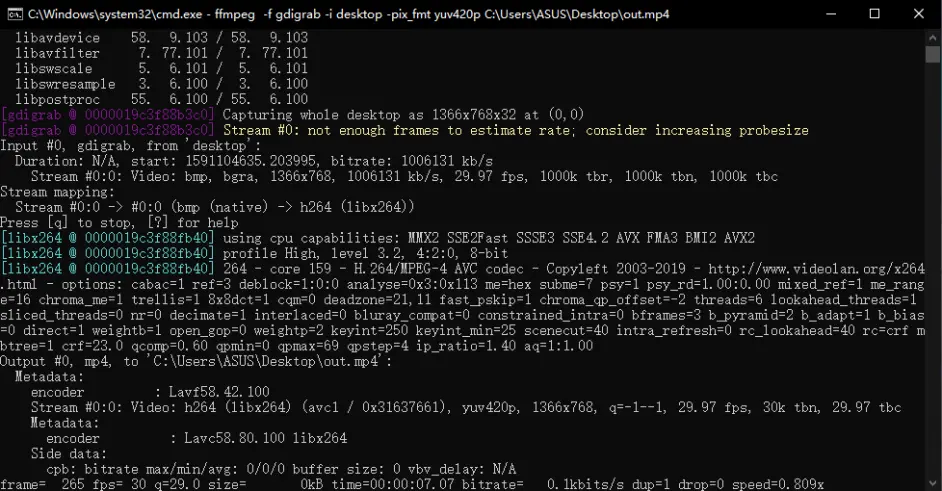 C:\Windows\system32\cmd.exe - ffmpeg  -f gdigrab -i desktop -pix_fmt yuv420p C:\Users\ASUS\Desktop\out.mp4
  libavdevice    58.  9.103 / 58.  9.103
  libavfilter     7. 77.101 /  7. 77.101
  libswscale      5.  6.101 /  5.  6.101
  libswresample   3.  6.100 /  3.  6.100
  libpostproc    55.  6.100 / 55.  6.100
[gdigrab @ 0000019c3f88b3c0] Capturing whole desktop as 1366x768x32 at (0,0)
[gdigrab @ 0000019c3f88b3c0] Stream #0: not enough frames to estimate rate; consider increasing probesize
Input #0, gdigrab, from 'desktop':
  Duration: N/A, start: 1591104635.203995, bitrate: 1006131 kb/s
    Stream #0:0: Video: bmp, bgra, 1366x768, 1006131 kb/s, 29.97 fps, 1000k tbr, 1000k tbn, 1000k tbc
Stream mapping:
  Stream #0:0 -> #0:0 (bmp (native) -> h264 (libx264))
Press [q] to stop, [?] for help
[libx264 @ 0000019c3f88fb40] using cpu capabilities: MMX2 SSE2Fast SSSE3 SSE4.2 AVX FMA3 BMI2 AVX2
[libx264 @ 0000019c3f88fb40] profile High, level 3.2, 4:2:0, 8-bit
[libx264 @ 0000019c3f88fb40] 264 - core 159 - H.264/MPEG-4 AVC codec - Copyleft 2003-2019 - http://www.videolan.org/x264
.html - options: cabac=1 ref=3 deblock=1:0:0 analyse=0x3:0x113 me=hex subme=7 psy=1 psy_rd=1.00:0.00 mixed_ref=1 me_rang
e=16 chroma_me=1 trellis=1 8x8dct=1 cqm=0 deadzone=21,11 fast_pskip=1 chroma_qp_offset=-2 threads=6 lookahead_threads=1
sliced_threads=0 nr=0 decimate=1 interlaced=0 bluray_compat=0 constrained_intra=0 bframes=3 b_pyramid=2 b_adapt=1 b_bias
=0 direct=1 weightb=1 open_gop=0 weightp=2 keyint=250 keyint_min=25 scenecut=40 intra_refresh=0 rc_lookahead=40 rc=crf m
btree=1 crf=23.0 qcomp=0.60 qpmin=0 qpmax=69 qpstep=4 ip_ratio=1.40 aq=1:1.00
Output #0, mp4, to 'C:\Users\ASUS\Desktop\out.mp4':
  Metadata:
    encoder         : Lavf58.42.100
    Stream #0:0: Video: h264 (libx264) (avc1 / 0x31637661), yuv420p, 1366x768, q=-1--1, 29.97 fps, 30k tbn, 29.97 tbc
    Metadata:
      encoder         : Lavc58.80.100 libx264
    Side data:
      cpb: bitrate max/min/avg: 0/0/0 buffer size: 0 vbv_delay: N/A
frame=  265 fps= 30 q=29.0 size=       0kB time=00:00:07.07 bitrate=   0.1kbits/s dup=1 drop=0 speed=0.809x